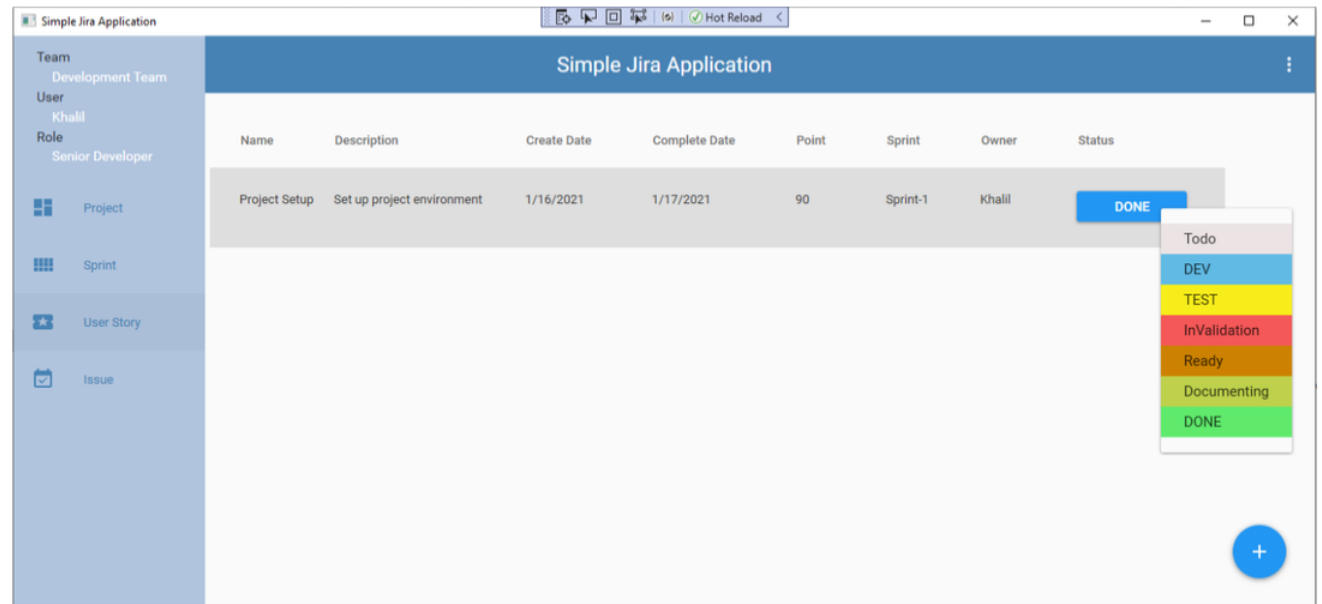 Simple Jira Application
Hot Reload
Team
Development Team
User
Khalil
Role
Senior Developer
Project
Sprint
User Story
Issue
Simple Jira Application
Name Description Create Date Complete Date Point Sprint Owner Status
Project Setup Set up project environment 1/16/2021 1/17/2021 90 Sprint-1 Khalil DONE
Todo
DEV
TEST
InValidation
Ready
Documenting
DONE
+